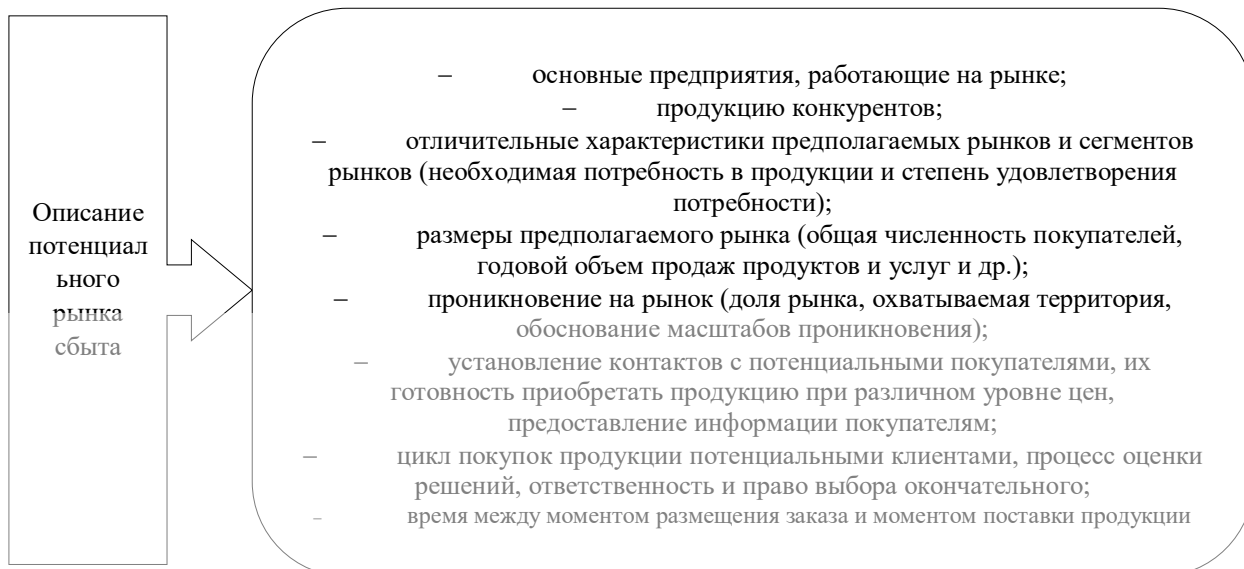 Описание
потенциал
ьного
рынка
сбыта
– основные предприятия, работающие на рынке;
– продукцию конкурентов;
– отличительные характеристики предполагаемых рынков и сегментов
рынков (необходимая потребность в продукции и степень удовлетворения
потребности);
– размеры предполагаемого рынка (общая численность покупателей,
годовой объем продаж продуктов и услуг и др.);
– проникновение на рынок (доля рынка, охватываемая территория,
обоснование масштабов проникновения);
– установление контактов с потенциальными покупателями, их
готовность приобретать продукцию при различном уровне цен,
предоставление информации покупателям;
– цикл покупок продукции потенциальными клиентами, процесс оценки
решений, ответственность и право выбора окончательного;
– время между моментом размещения заказа и моментом поставки продукции